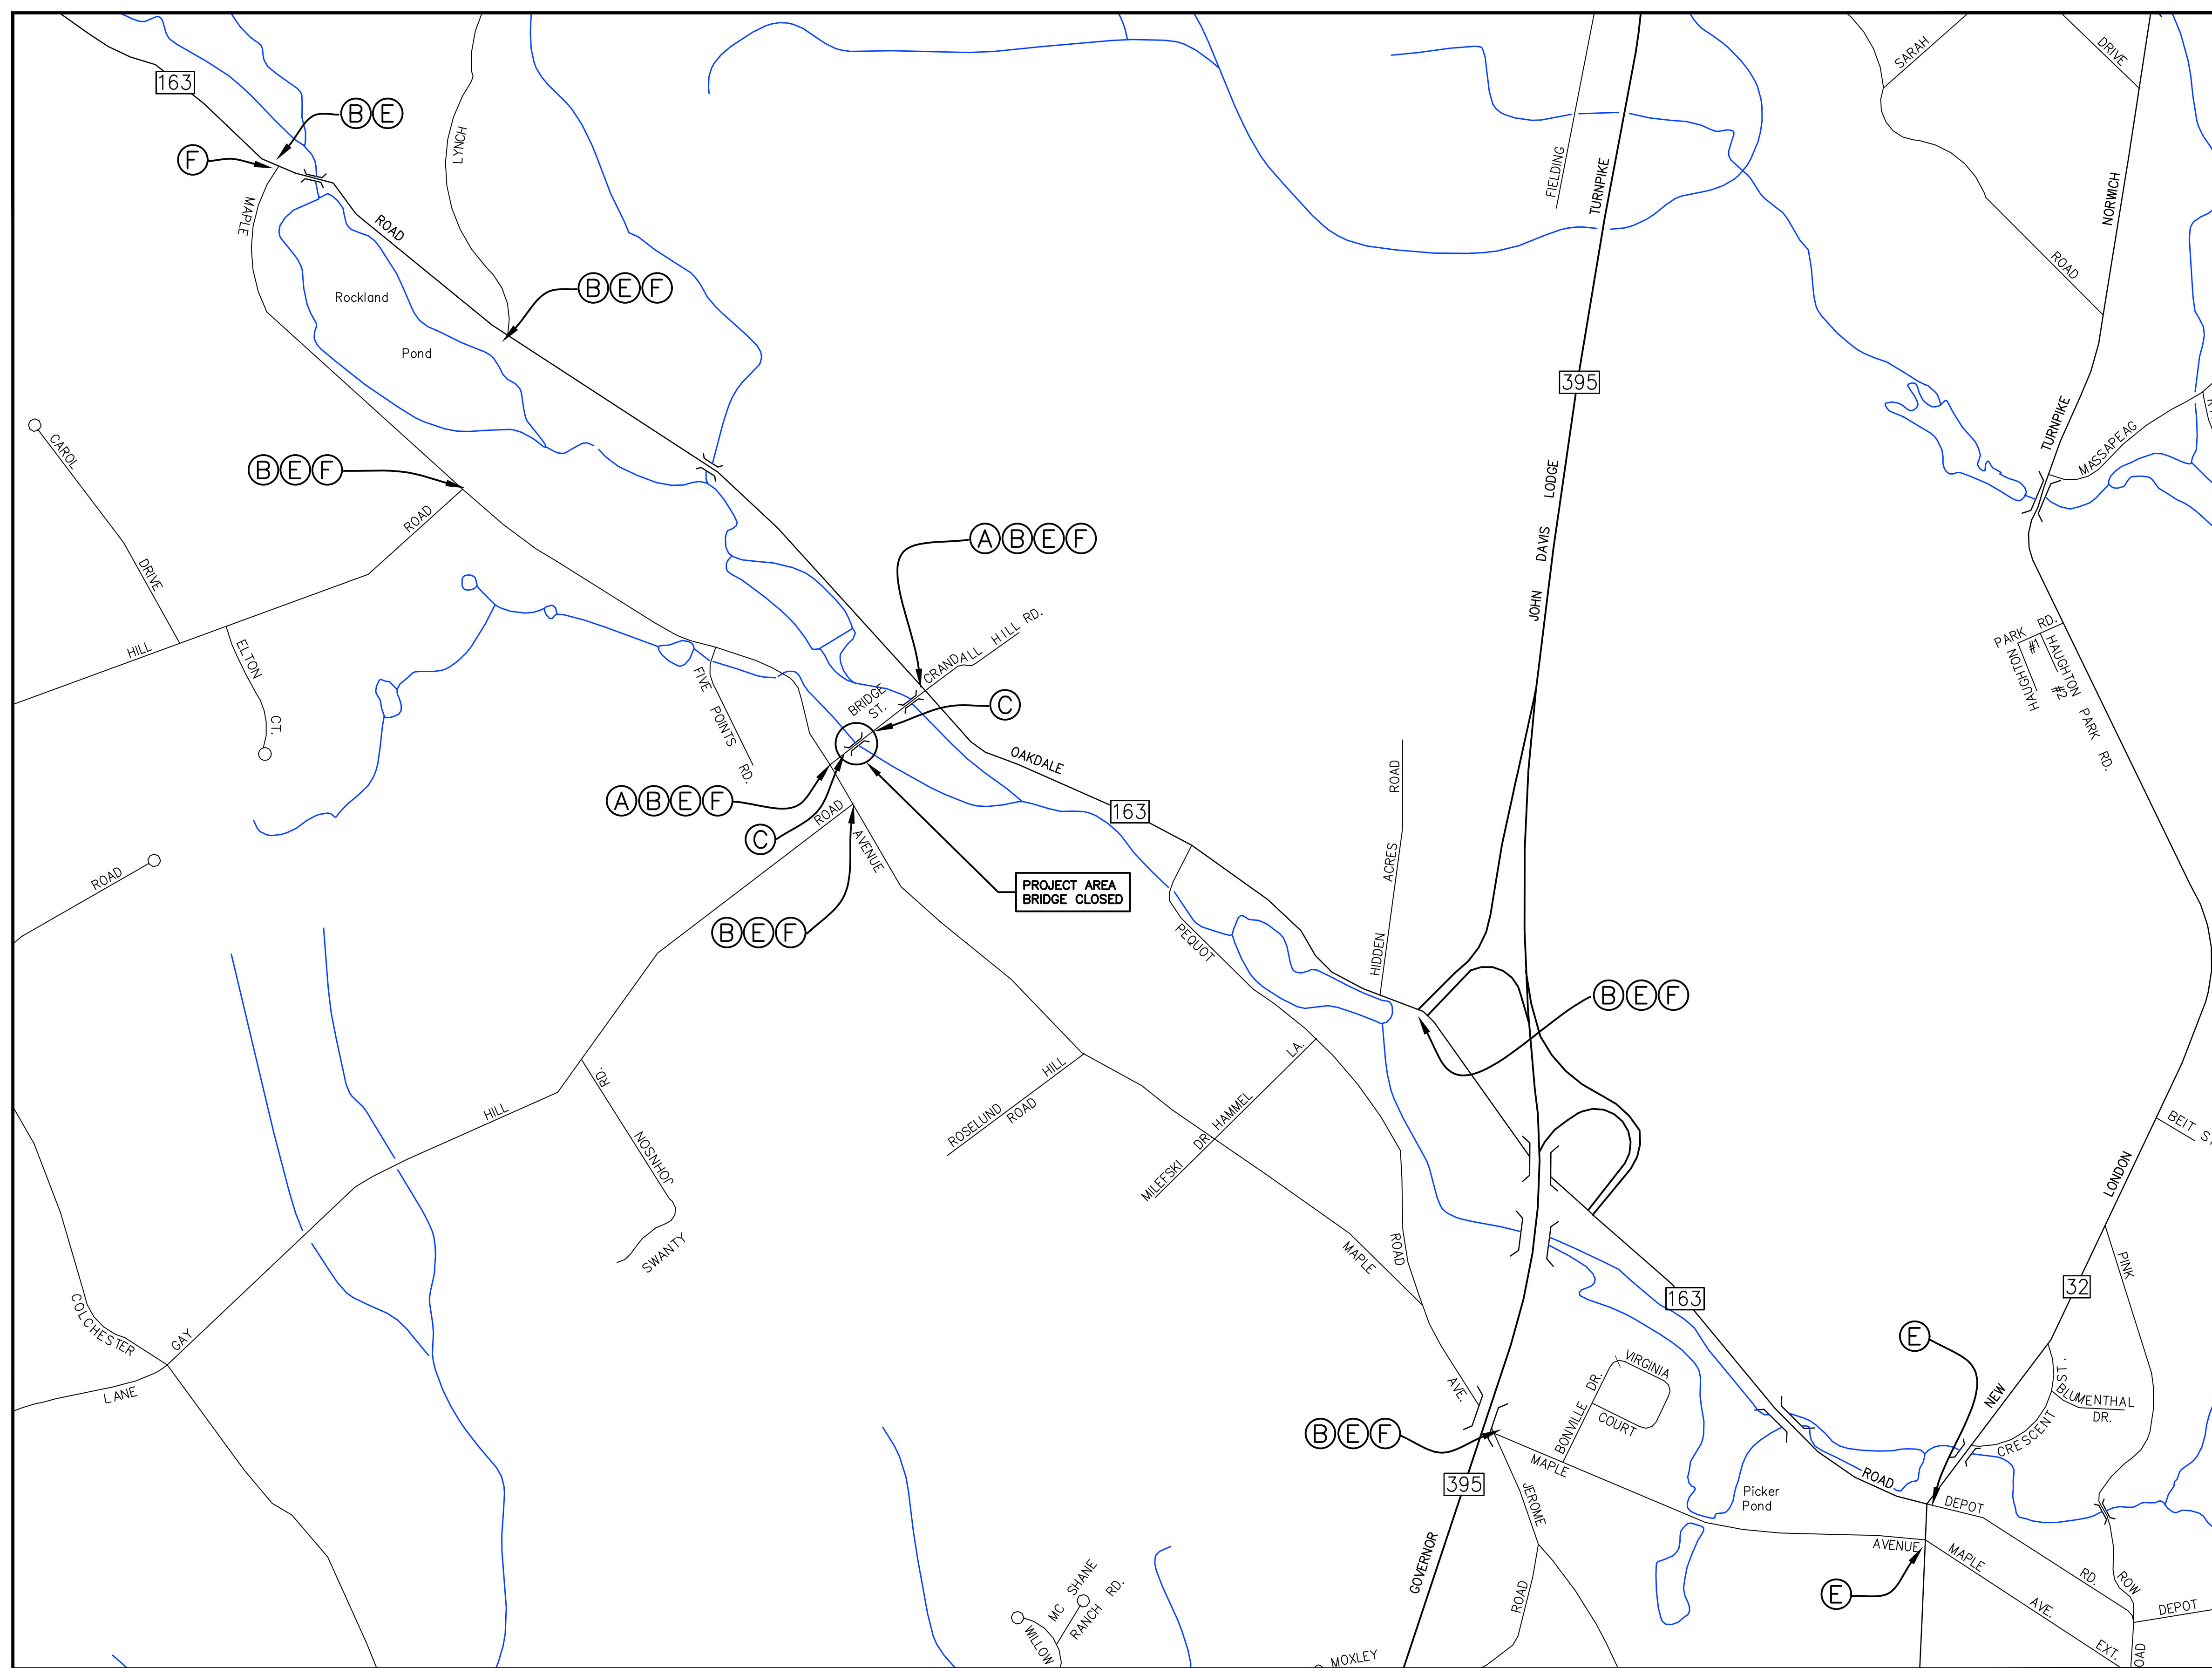 163
B E
F
LYNCH
MAPLE
ROAD
Rockland
Pond
B E F
FIELDING
TURNPIKE
SARAH
DRIVE
NORWICH
ROAD
395
CAROL
DRIVE
B E F
ROAD
HILL
ELTON
CT.
JOHN DAVIS LODGE
TURNPIKE
MASSAPEAG
A B E F
CRANDALL HILL RD.
BRIDGE
ST.
C
FIVE POINTS RD.
OAKDALE
PARK RD.
#1
HAUGHTON
HAUGHTON
#2
PARK RD.
A B E F
C
ROAD
AVENUE
163
ROAD
ACRES
HIDDEN
PROJECT AREA
BRIDGE CLOSED
ROAD
B E F
PEQUOT
B E F
HILL
RD.
JOHNSON
SWANTY
ROSELUND
HILL
ROAD
MILEFSKI
DR.
HAMMEL
LA.
BEIT
LONDON
MAPLE
ROAD
PINK
32
163
COLCHESTER
GAY
LANE
E
AVE.
VIRGINIA
BONVILLE DR.
COURT
NEW
ST.
BLUMENTHAL
DR.
CRESCENT
B E F
MAPLE
395
JEROME
Picker
Pond
ROAD
DEPOT
AVENUE
MAPLE
RD.
GOVERNOR
ROAD
E
AVE.
ROW
DEPOT
EXT.
MC SHANE
RANCH RD.
WILLOW
MOXLEY